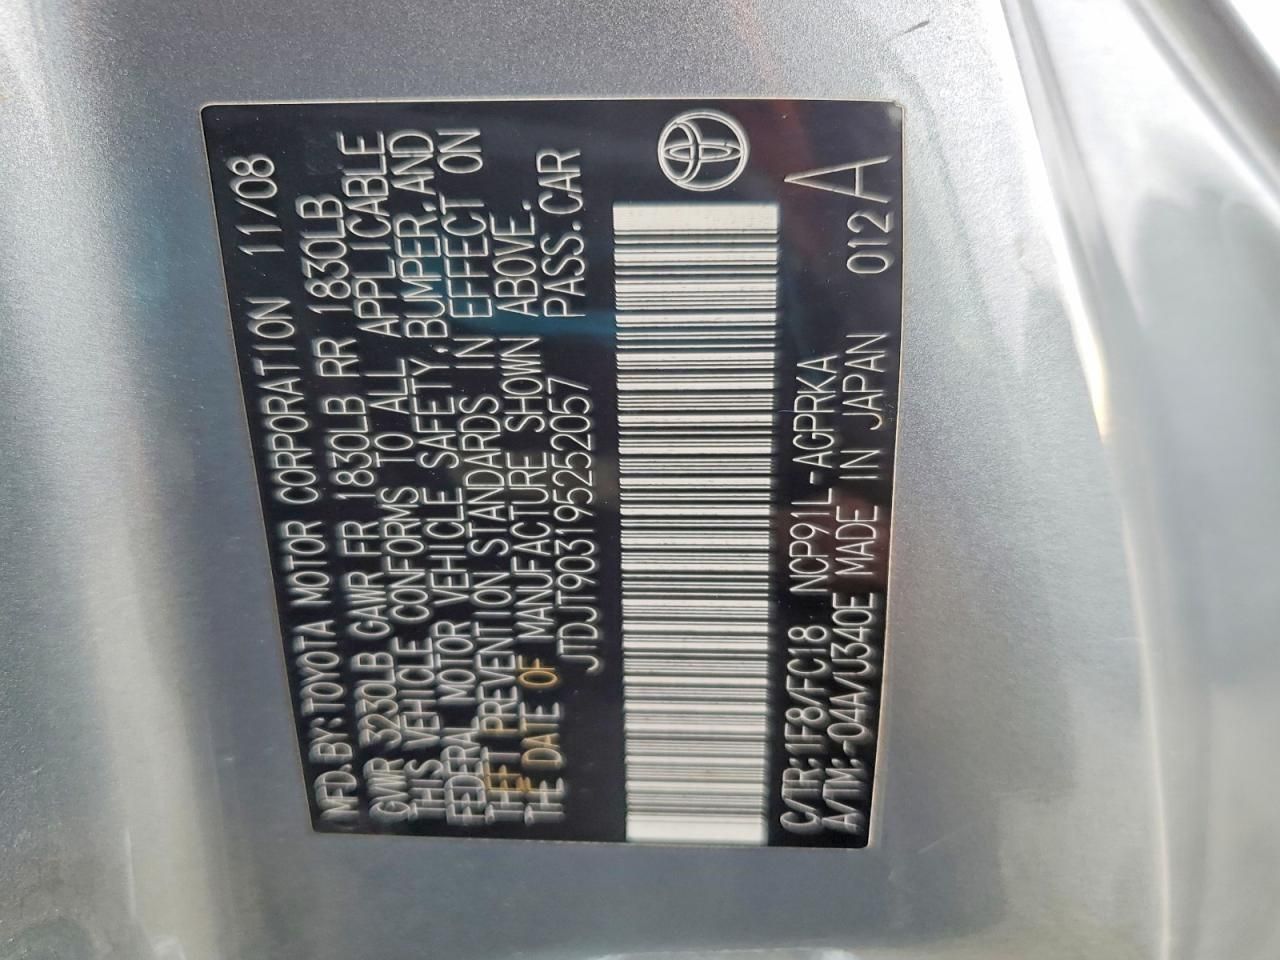 MFD.BY:TOYOTA MOTOR CORPORATION 11/08
GVWR 3230LB GAWR FR 1830LB RR 1830LB
THIS VEHICLE CONFORMS TO ALL APPLICABLE
FEDERAL MOTOR VEHICLE SAFETY,BUMPER,AND
THEFT PREVENTION STANDARDS IN EFFECT ON
THE DATE OF MANUFACTURE SHOWN ABOVE.
JTDJT903195252057 PASS.CAR
C/TR:1F8/FC18 NCP91L-AGPRKA
A/TM:-04A/U340E MADE IN JAPAN 012 A